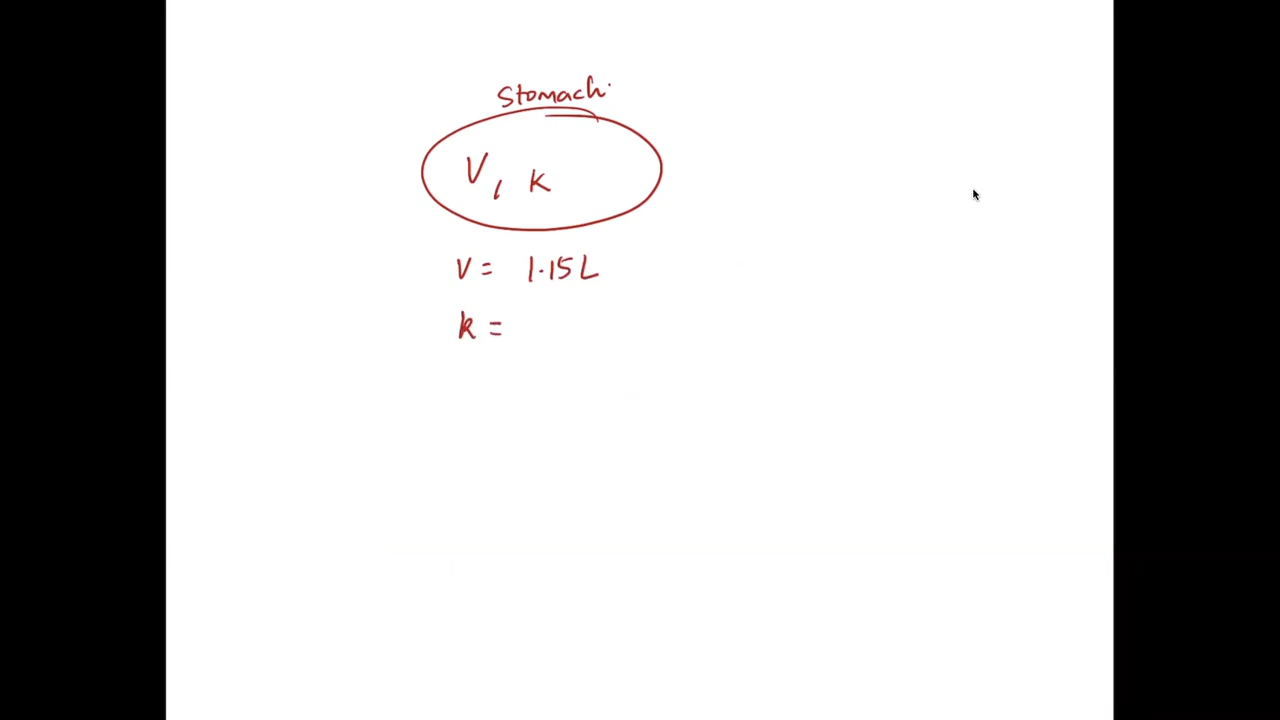 Stomach
V, k
V = 1.15L
k =